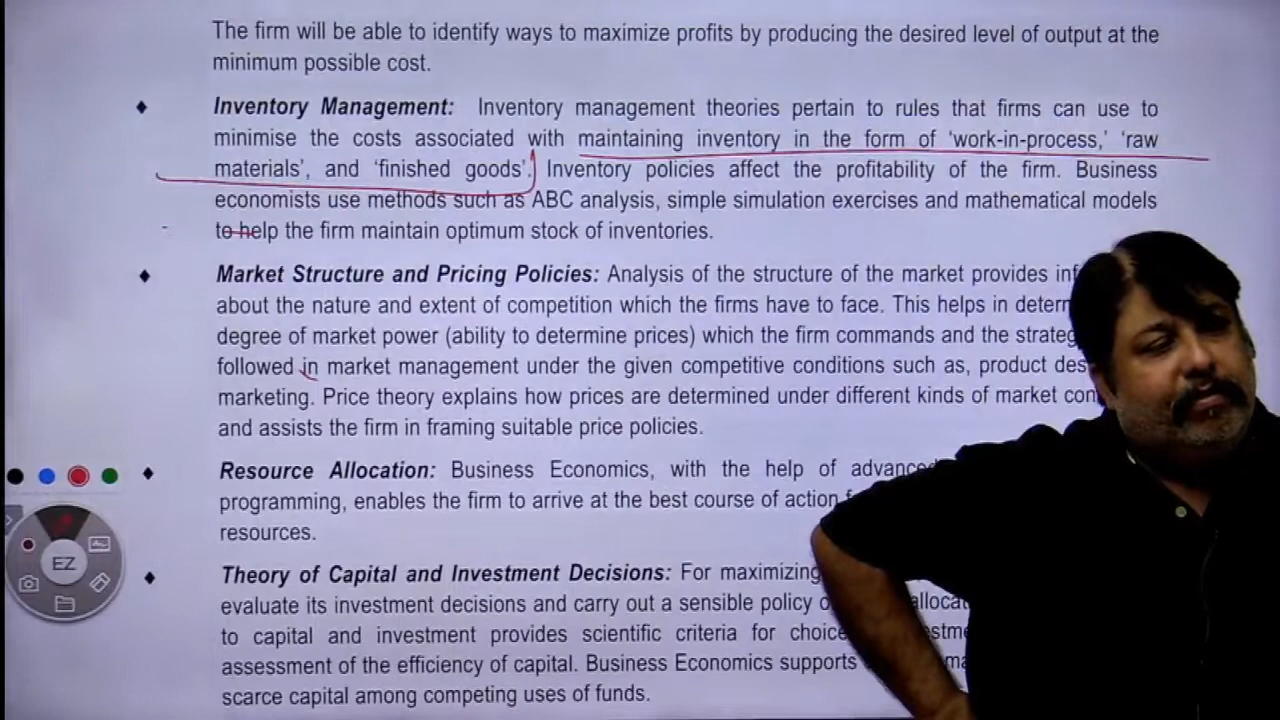 The firm will be able to identify ways to maximize profits by producing the desired level of output at the
minimum possible cost.
♦ Inventory Management: Inventory management theories pertain to rules that firms can use to
minimise the costs associated with maintaining inventory in the form of ‘work-in-process,’ ‘raw
materials’, and ‘finished goods’. Inventory policies affect the profitability of the firm. Business
economists use methods such as ABC analysis, simple simulation exercises and mathematical models
to help the firm maintain optimum stock of inventories.
♦ Market Structure and Pricing Policies: Analysis of the structure of the market provides
about the nature and extent of competition which the firms have to face. This helps in
degree of market power (ability to determine prices) which the firm commands and the
followed in market management under the given competitive conditions such as, product
marketing. Price theory explains how prices are determined under different kinds of market
and assists the firm in framing suitable price policies.
♦ Resource Allocation: Business Economics, with the help of
programming, enables the firm to arrive at the best course of action
resources.
♦ Theory of Capital and Investment Decisions: For maximizing
evaluate its investment decisions and carry out a sensible policy
to capital and investment provides scientific criteria for
assessment of the efficiency of capital. Business Economics supports
scarce capital among competing uses of funds.
EZ